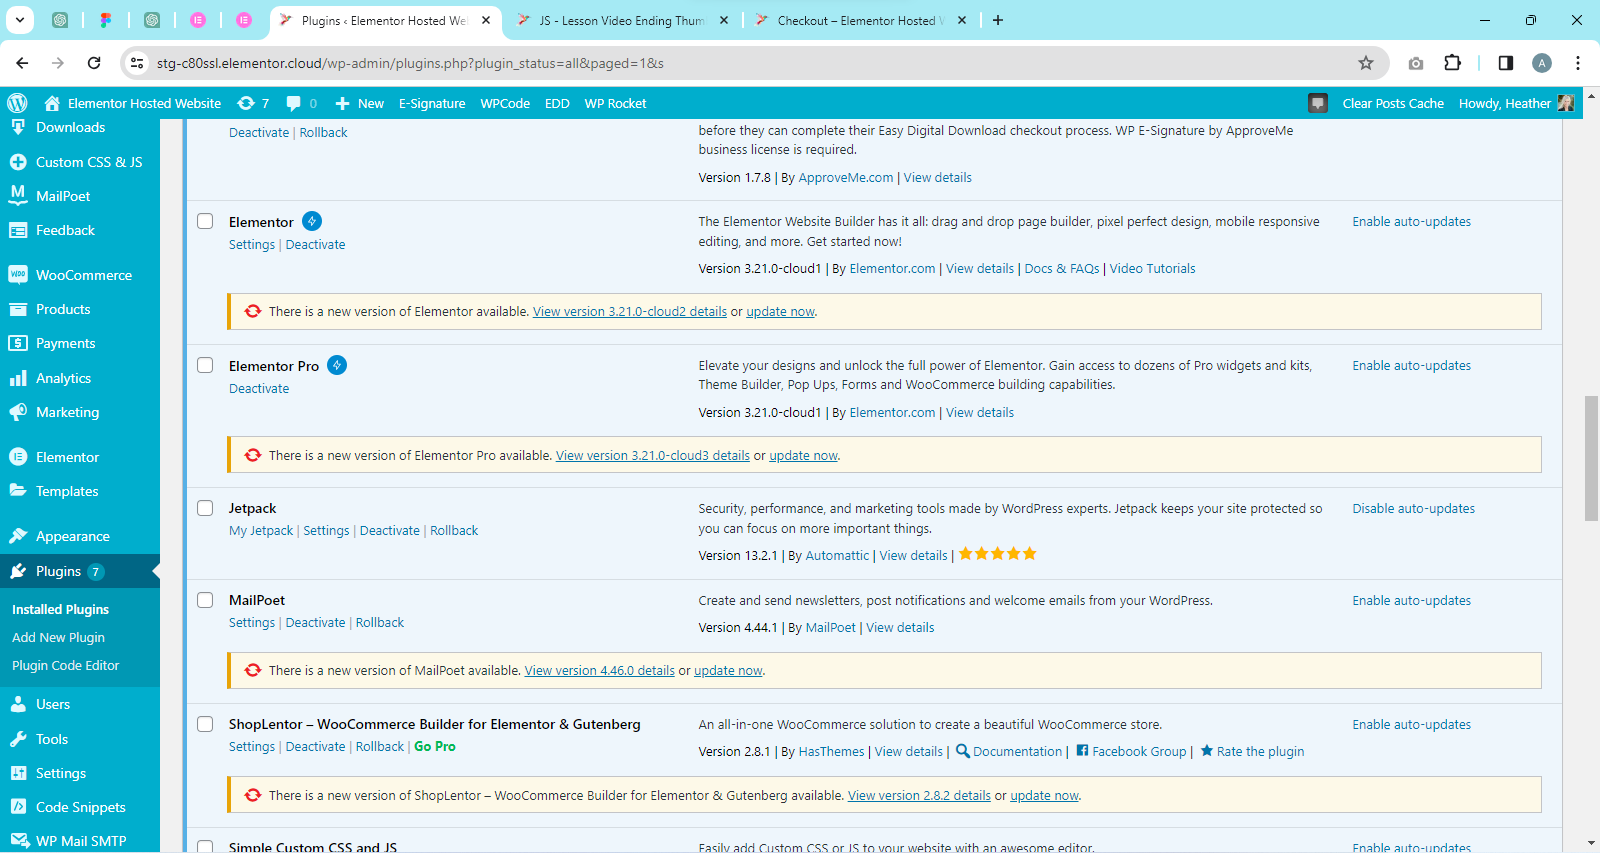 Plugins ‹ Elementor Hosted We
JS - Lesson Video Ending Thum
Checkout – Elementor Hosted
stg-c80ssl.elementor.cloud/wp-admin/plugins.php?plugin_status=all&paged=1&s
A
Elementor Hosted Website 7 0 New E-Signature WPCode EDD WP Rocket Clear Posts Cache Howdy, Heather
Downloads
Custom CSS & JS
MailPoet
Feedback
WooCommerce
Products
Payments
Analytics
Marketing
Elementor
Templates
Appearance
Plugins 7
Installed Plugins
Add New Plugin
Plugin Code Editor
Users
Tools
Settings
Code Snippets
WP Mail SMTP
Deactivate | Rollback
before they can complete their Easy Digital Download checkout process. WP E-Signature by ApproveMe
business license is required.
Version 1.7.8 | By ApproveMe.com | View details
Elementor
Settings | Deactivate
The Elementor Website Builder has it all: drag and drop page builder, pixel perfect design, mobile responsive
editing, and more. Get started now!
Version 3.21.0-cloud1 | By Elementor.com | View details | Docs & FAQs | Video Tutorials
Enable auto-updates
There is a new version of Elementor available. View version 3.21.0-cloud2 details or update now.
Elementor Pro
Deactivate
Elevate your designs and unlock the full power of Elementor. Gain access to dozens of Pro widgets and kits,
Theme Builder, Pop Ups, Forms and WooCommerce building capabilities.
Version 3.21.0-cloud1 | By Elementor.com | View details
Enable auto-updates
There is a new version of Elementor Pro available. View version 3.21.0-cloud3 details or update now.
Jetpack
My Jetpack | Settings | Deactivate | Rollback
Security, performance, and marketing tools made by WordPress experts. Jetpack keeps your site protected so
you can focus on more important things.
Version 13.2.1 | By Automattic | View details |
Disable auto-updates
MailPoet
Settings | Deactivate | Rollback
Create and send newsletters, post notifications and welcome emails from your WordPress.
Version 4.44.1 | By MailPoet | View details
Enable auto-updates
There is a new version of MailPoet available. View version 4.46.0 details or update now.
ShopLentor – WooCommerce Builder for Elementor & Gutenberg
Settings | Deactivate | Rollback | Go Pro
An all-in-one WooCommerce solution to create a beautiful WooCommerce store.
Version 2.8.1 | By HasThemes | View details | Documentation | Facebook Group | Rate the plugin
Enable auto-updates
There is a new version of ShopLentor – WooCommerce Builder for Elementor & Gutenberg available. View version 2.8.2 details or update now.
Simple Custom CSS and JS
Easily add Custom CSS or JS to your website with an awesome editor.
Enable auto-updates